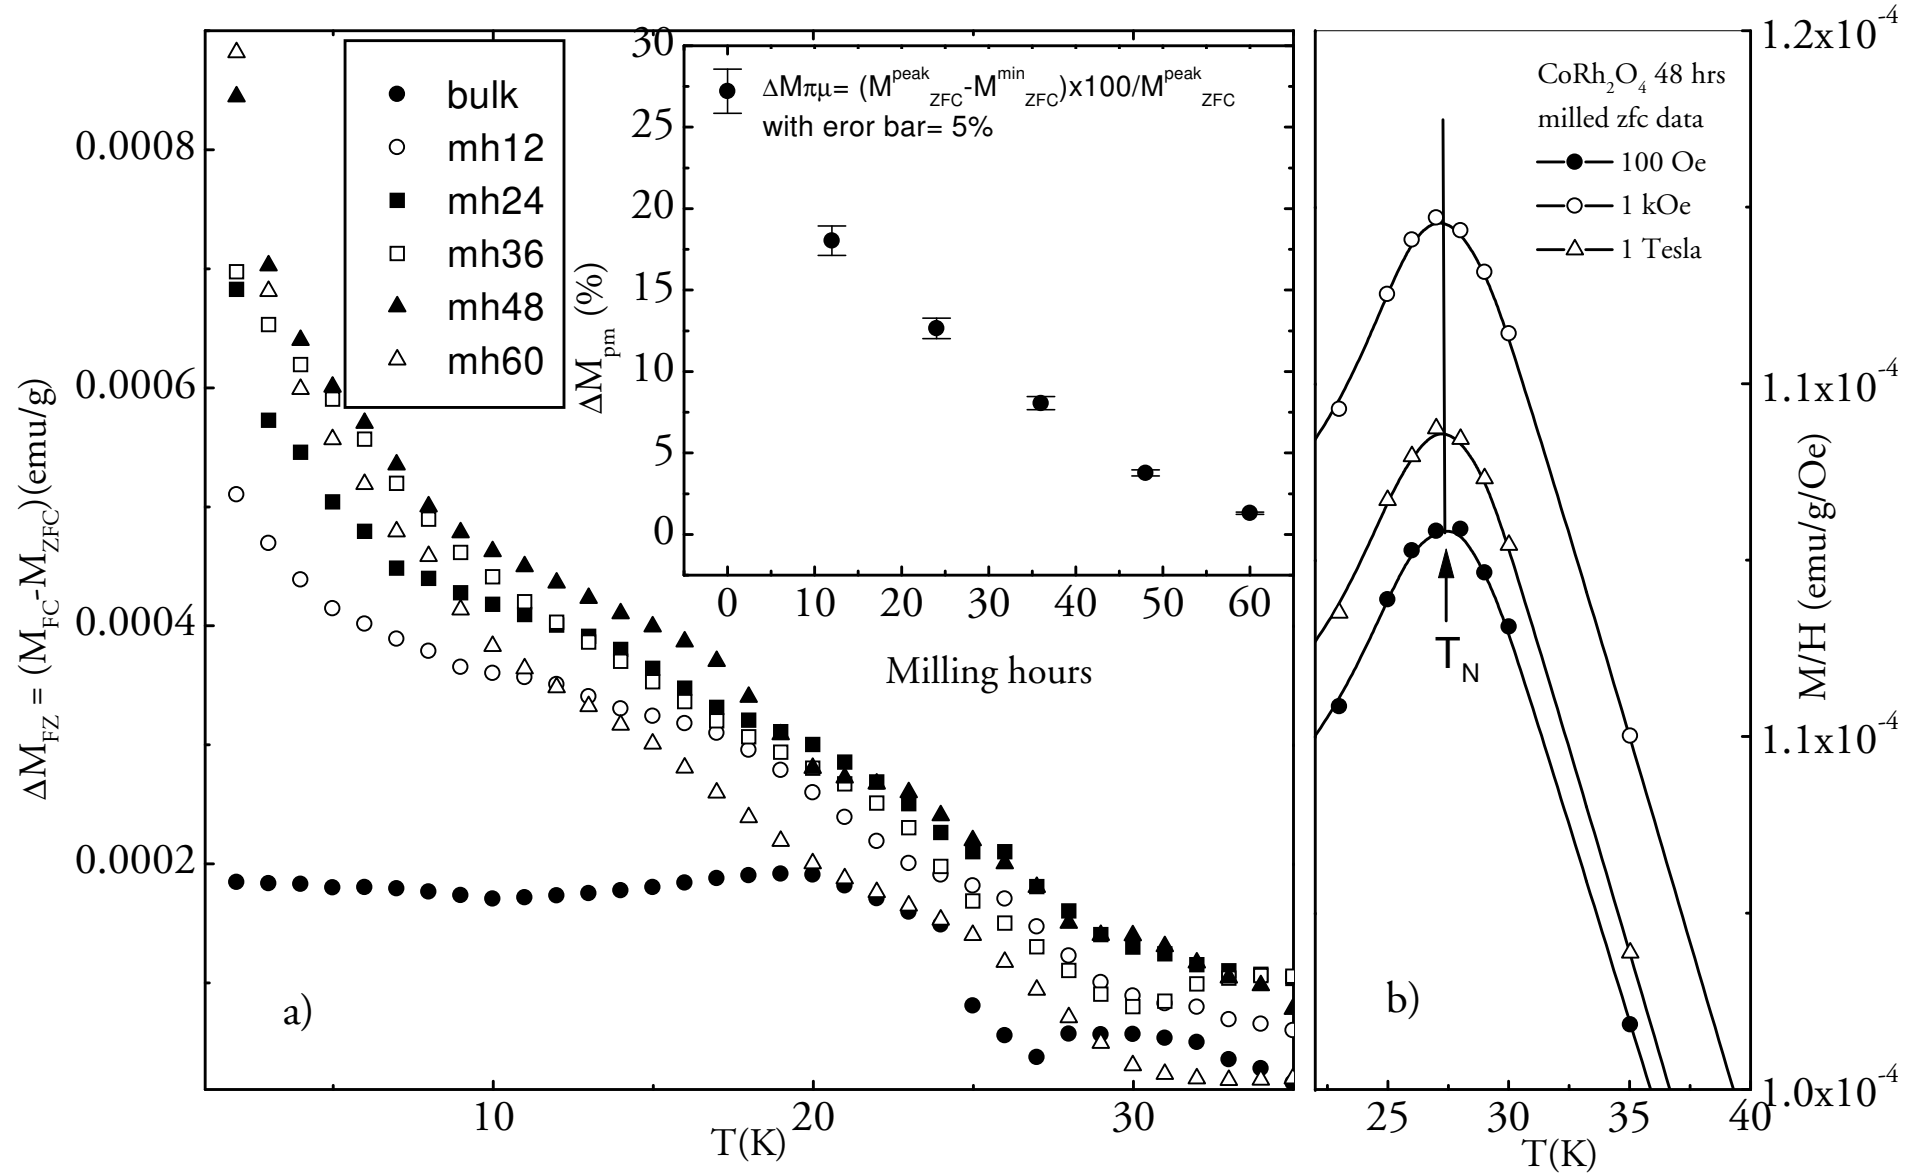 ΔM_FZ = (M_FC-M_ZFC)(emu/g)
0.0008
0.0006
0.0004
0.0002
bulk
mh12
mh24
mh36
mh48
mh60
ΔM_pm (%)
30
25
20
15
10
5
0
ΔMπμ= (M^peak_ZFC-M^min_ZFC)x100/M^peak_ZFC
with eror bar= 5%
0 10 20 30 40 50 60
Milling hours
a)
10 20 30
T(K)
CoRh₂O₄ 48 hrs
milled zfc data
100 Oe
1 kOe
1 Tesla
T_N
b)
25 30 35 40
T(K)
1.2x10⁻⁴
1.1x10⁻⁴
1.1x10⁻⁴
1.0x10⁻⁴
M/H (emu/g/Oe)